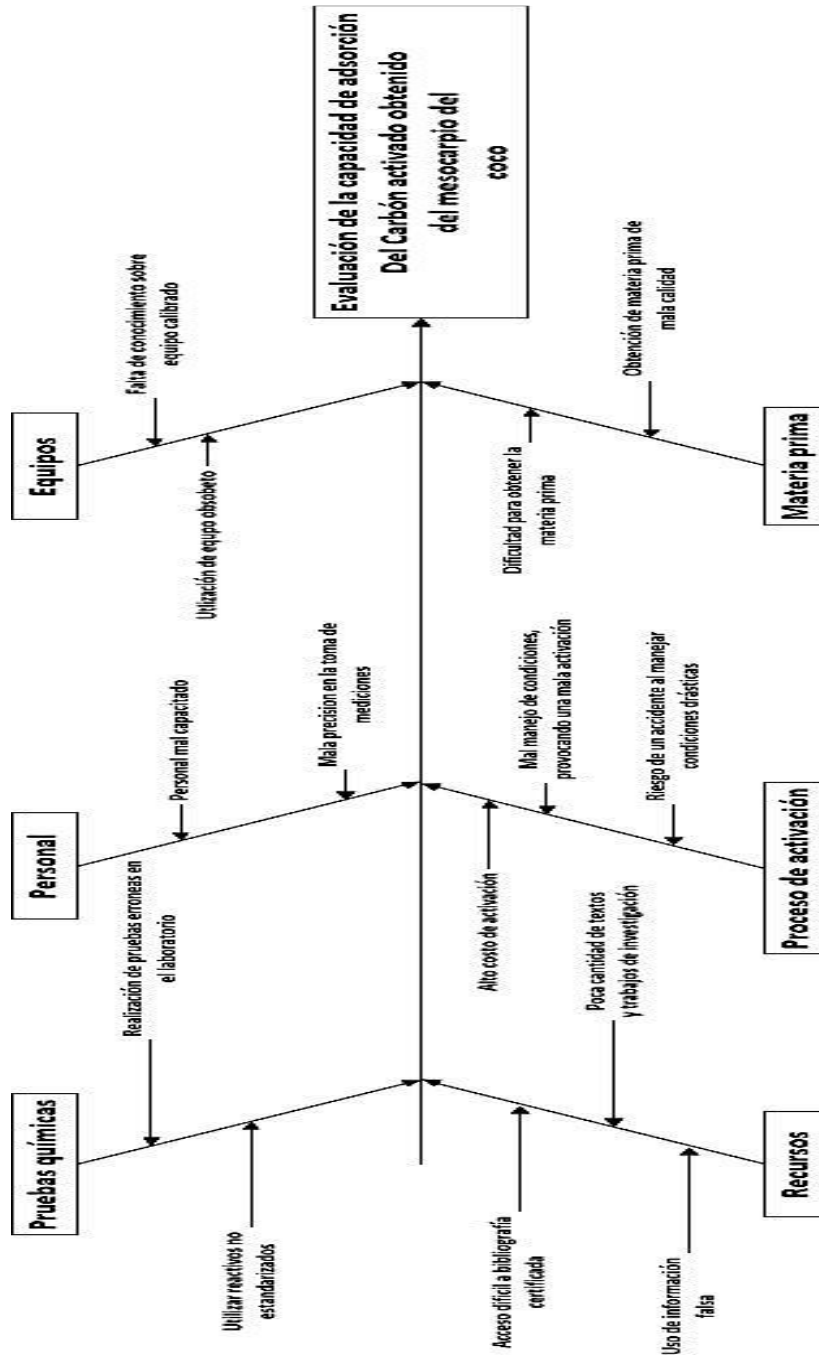 Pruebas químicas
Realización de pruebas erroneas en
el laboratorio
Utilizar reactivos no
estandarizados
Personal
Personal mal capacitado
Mala precision en la toma de
mediciones
Equipos
Falta de conocimiento sobre
equipo calibrado
Utilización de equpo obsobeto
Evaluación de la capacidad de adsorción
Del Carbón activado obtenido
del mesocarpio del
coco
Acceso difícil a bibliografía
certificada
Poca cantidad de textos
y trabajos de investigación
Uso de información
falsa
Recursos
Alto costo de activación
Mal manejo de condiciones,
provocando una mala activación
Riesgo de un accidente al manejar
condiciones drásticas
Proceso de activación
Dificultad para obtener la
materia prima
Obtención de materia prima de
mala calidad
Materia prima